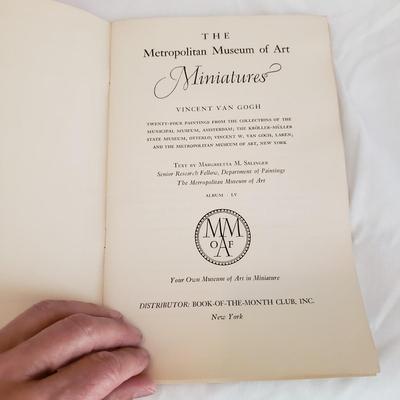 THE
Metropolitan Museum of Art
Miniatures
VINCENT VAN GOGH
TWENTY-FOUR PAINTINGS FROM THE COLLECTIONS OF THE
MUNICIPAL MUSEUM, AMSTERDAM; THE KRÖLLER-MÜLLER
STATE MUSEUM, OTTERLO; VINCENT W. VAN GOGH, LAREN;
AND THE METROPOLITAN MUSEUM OF ART, NEW YORK
TEXT BY MARGRETTA M. SALINGER
Senior Research Fellow, Department of Paintings
The Metropolitan Museum of Art
ALBUM · LV
MM
OAF
Your Own Museum of Art in Miniature
DISTRIBUTOR: BOOK-OF-THE-MONTH CLUB, INC.
New York